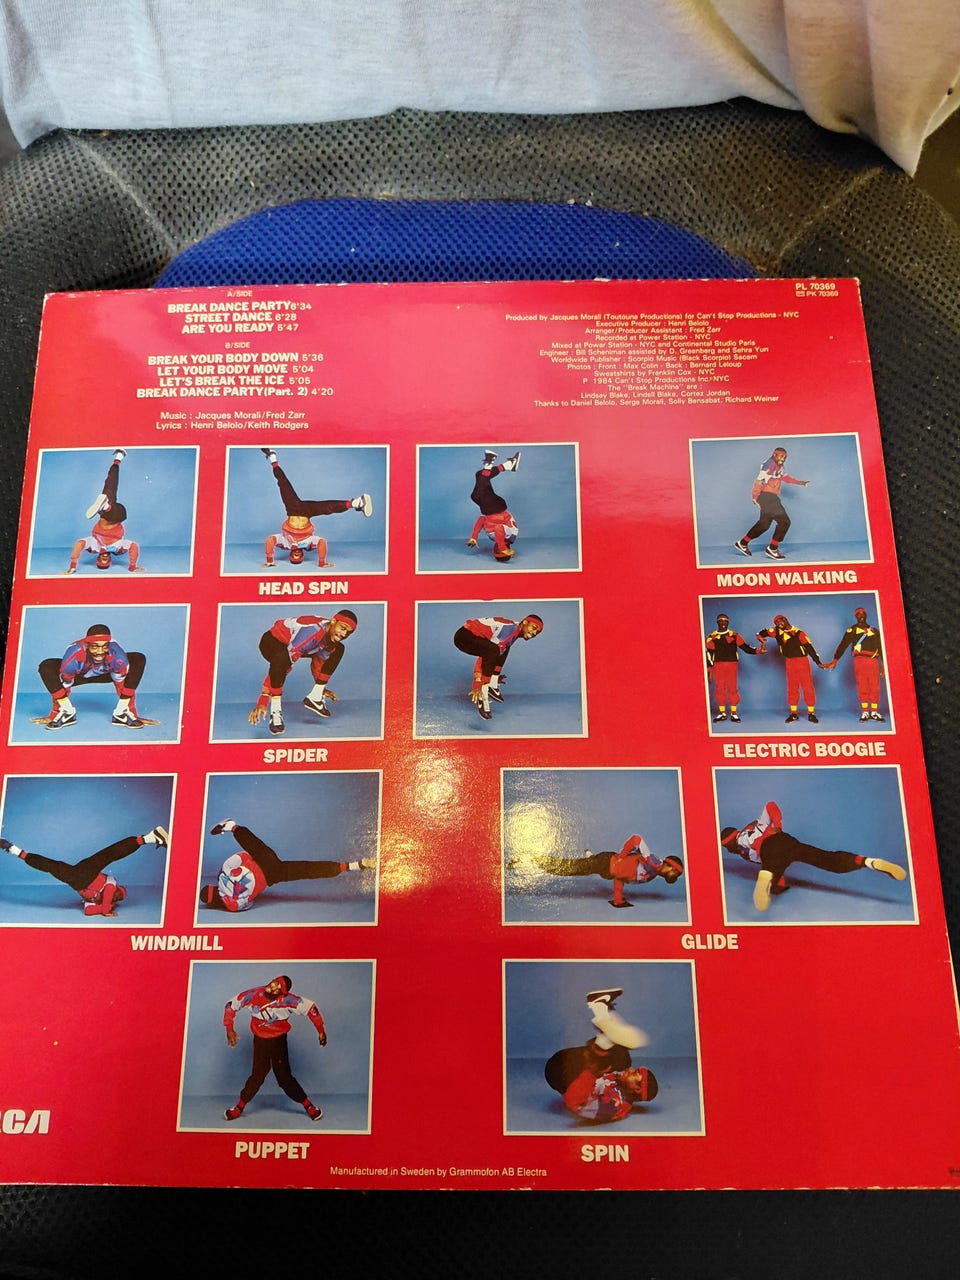 A/SIDE
BREAK DANCE PARTY 6'34
STREET DANCE 6'28
ARE YOU READY 5'47
B/SIDE
BREAK YOUR BODY DOWN 5'36
LET YOUR BODY MOVE 5'04
LET'S BREAK THE ICE 5'05
BREAK DANCE PARTY (Part. 2) 4'20
Music : Jacques Morali/Fred Zarr
Lyrics : Henri Belolo/Keith Rodgers
PL 70369
PK 70369
Produced by Jacques Morali (Toutoune Productions) for Can't Stop Productions - NYC
Executive Producer : Henri Belolo
Arranger/Producer Assistant : Fred Zarr
Recorded at Power Station - NYC
Mixed at Power Station - NYC and Continental Studio Paris
Engineer : Bill Scheniman assisted by D. Greenberg and Sehra Yun
Worldwide Publisher : Scorpio Music (Black Scorpio) Sacem
Photos : Front : Max Colin - Back : Bernard Leloup
Sweatshirts by Franklin Cox - NYC
P 1984 Can't Stop Productions Inc. NYC
The "Break Machine" are :
Lindsay Blake, Lindell Blake, Cortez Jordan
Thanks to Daniel Belolo, Serge Morali, Solly Bensabat, Richard Weiner
HEAD SPIN
MOON WALKING
SPIDER
ELECTRIC BOOGIE
WINDMILL
GLIDE
RCA
PUPPET
SPIN
Manufactured in Sweden by Grammofon AB Electra